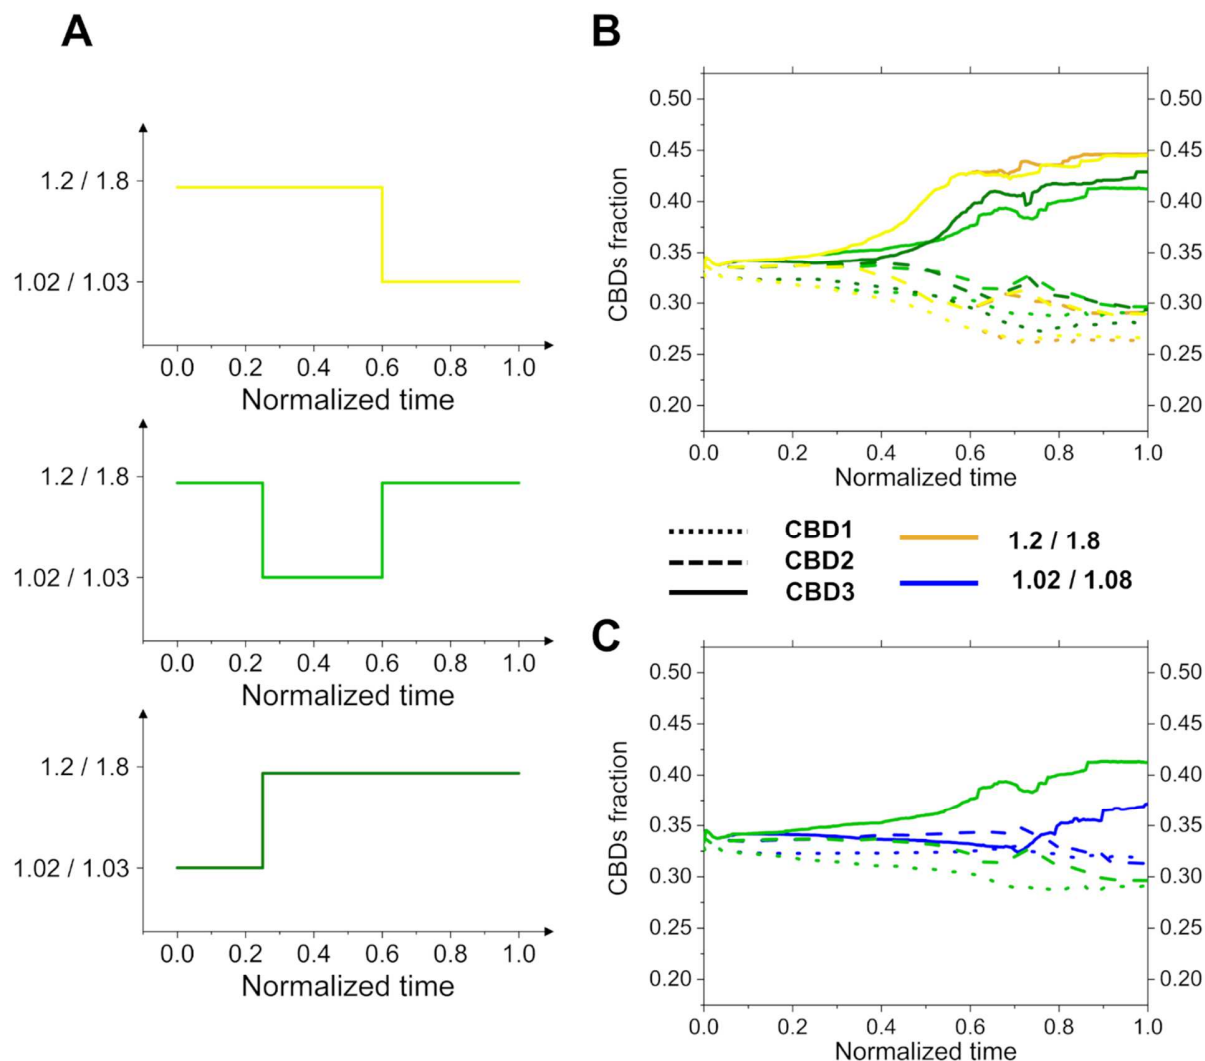 A
1.2 / 1.8
1.02 / 1.03
0.0 0.2 0.4 0.6 0.8 1.0
Normalized time
1.2 / 1.8
1.02 / 1.03
0.0 0.2 0.4 0.6 0.8 1.0
Normalized time
1.2 / 1.8
1.02 / 1.03
0.0 0.2 0.4 0.6 0.8 1.0
Normalized time
B
CBDs fraction
0.50 0.50
0.45 0.45
0.40 0.40
0.35 0.35
0.30 0.30
0.25 0.25
0.20 0.20
0.0 0.2 0.4 0.6 0.8 1.0
Normalized time
CBD1
CBD2
CBD3
1.2 / 1.8
1.02 / 1.08
C
CBDs fraction
0.50 0.50
0.45 0.45
0.40 0.40
0.35 0.35
0.30 0.30
0.25 0.25
0.20 0.20
0.0 0.2 0.4 0.6 0.8 1.0
Normalized time